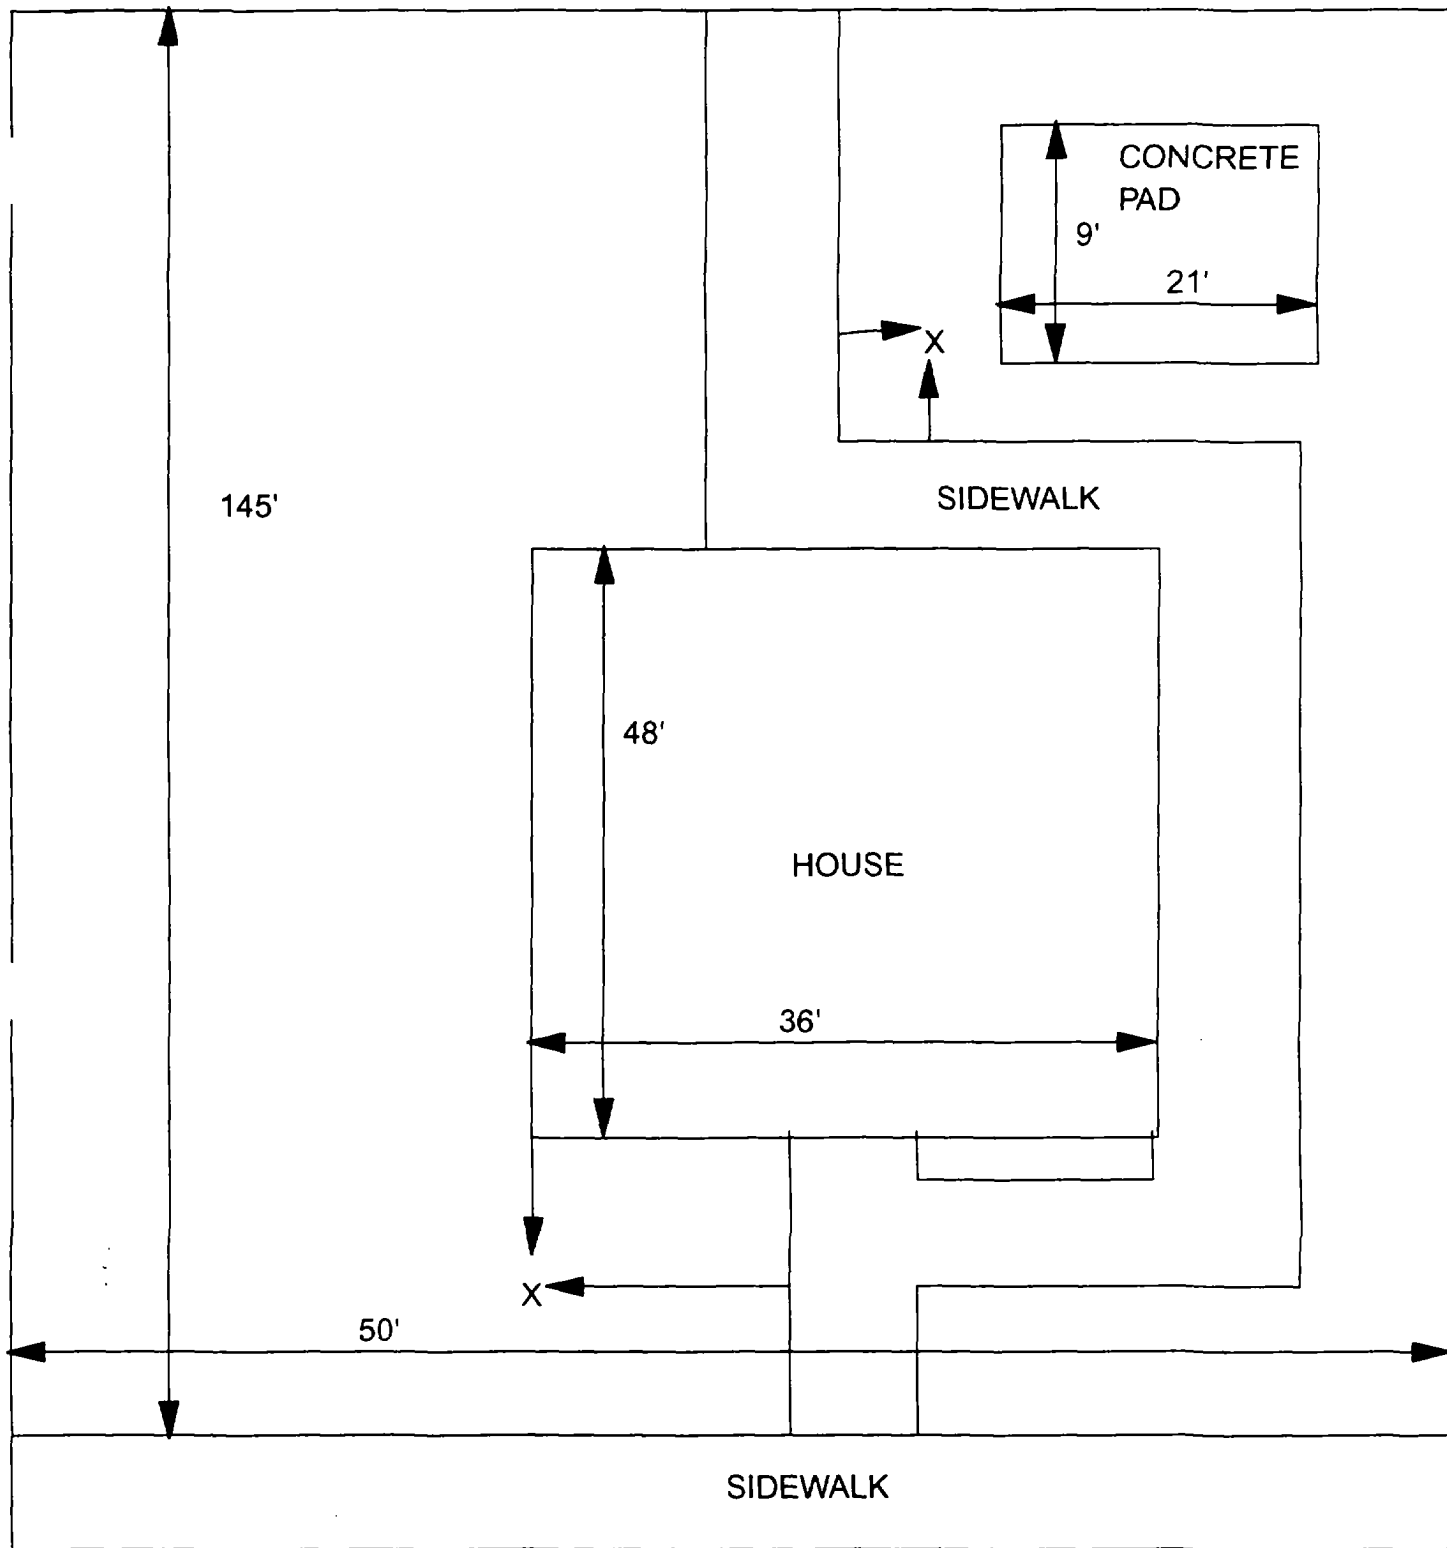 CONCRETE
PAD
9'
21'
X
145'
SIDEWALK
48'
HOUSE
36'
X
50'
SIDEWALK